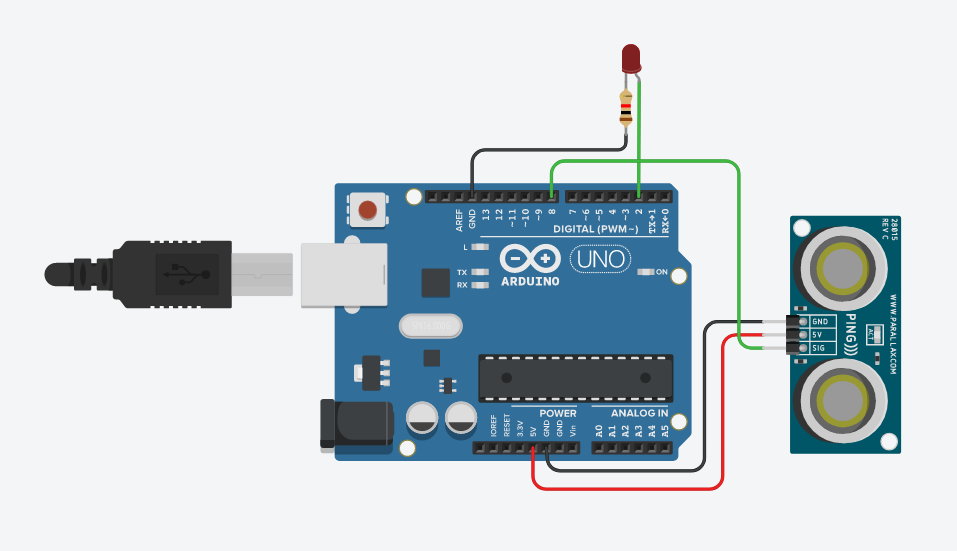 AREF
GND
13
12
~11
~10
~9
8
7
~6
~5
4
~3
2
TX→1
RX←0
DIGITAL (PWM~)
L
TX
RX
ARDUINO
UNO
ON
POWER
ANALOG IN
IOREF
RESET
3.3V
5V
GND
GND
Vin
A0
A1
A2
A3
A4
A5
28015
REV C
WWW.PARALLAX.COM
PING)))
GND
5V
SIG
ACT